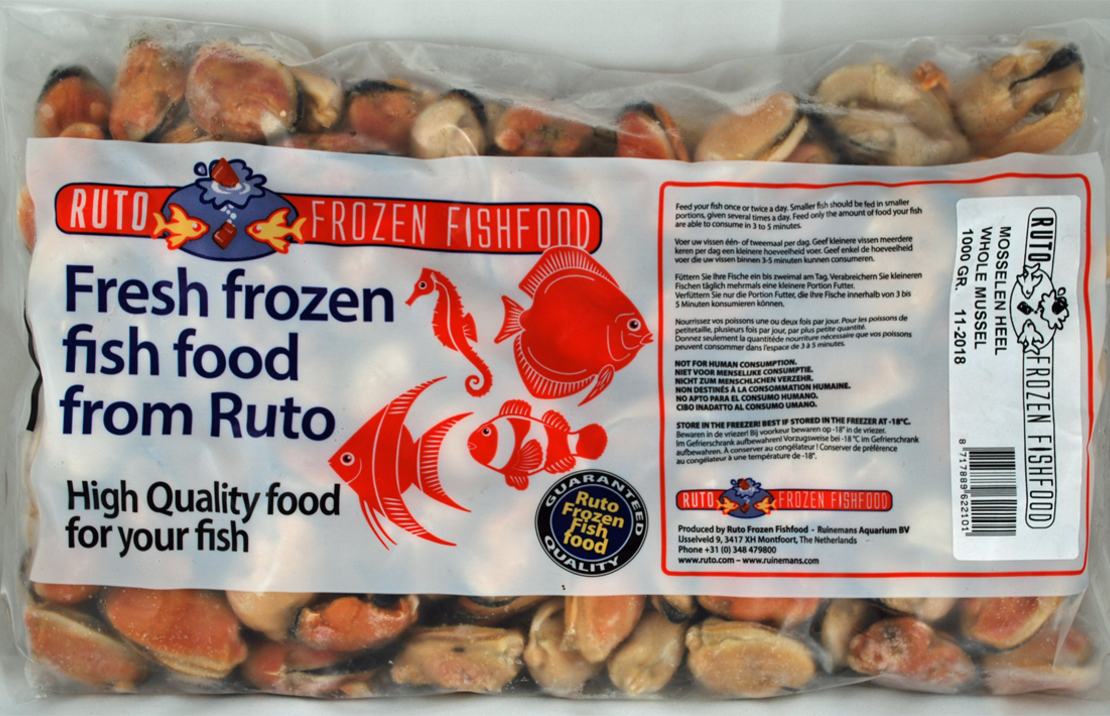 RUTO FROZEN FISHFOOD
Fresh frozen
fish food
from Ruto
High Quality food
for your fish
GUARANTEED
Ruto
Frozen
Fish
food
QUALITY
Feed your fish once or twice a day. Smaller fish should be fed in smaller
portions, given several times a day. Feed only the amount of food your fish
are able to consume in 3 to 5 minutes.
Voer uw vissen één- of tweemaal per dag. Geef kleinere vissen meerdere
keren per dag een kleinere hoeveelheid voer. Geef enkel de hoeveelheid
voer die uw vissen binnen 3-5 minuten kunnen consumeren.
Füttern Sie Ihre Fische ein bis zweimal am Tag. Verabreichen Sie kleineren
Fischen täglich mehrmals eine kleinere Portion Futter.
Verfüttern Sie nur die Portion Futter, die Ihre Fische innerhalb von 3 bis
5 Minuten konsumieren können.
Nourrissez vos poissons une ou deux fois par jour. Pour les poissons de
petitetaille, plusieurs fois par jour, par plus petite quantité.
Donnez seulement la quantitéde nourriture nécessaire que vos poissons
peuvent consommer dans l'espace de 3 à 5 minutes.
NOT FOR HUMAN CONSUMPTION.
NIET VOOR MENSELIJKE CONSUMPTIE.
NICHT ZUM MENSCHLICHEN VERZEHR.
NON DESTINÉS À LA CONSOMMATION HUMAINE.
NO APTO PARA EL CONSUMO HUMANO.
CIBO INADATTO AL CONSUMO UMANO.
STORE IN THE FREEZER! BEST IF STORED IN THE FREEZER AT -18°C.
Bewaren in de vriezer! Bij voorkeur bewaren op -18° in de vriezer.
Im Gefrierschrank aufbewahren! Vorzugsweise bei -18 °C im Gefrierschrank
aufbewahren. À conserver au congélateur ! Conserver de préférence
au congélateur à une température de -18°.
RUTO FROZEN FISHFOOD
Produced by Ruto Frozen Fishfood - Ruinemans Aquarium BV
IJsselveld 9, 3417 XH Montfoort, The Netherlands
Phone +31 (0) 348 479800
www.ruto.com – www.ruinemans.com
RUTO FROZEN FISHFOOD
MOSSELEN HEEL
WHOLE MUSSEL
1000 GR. 11-2018
8 717889 622101